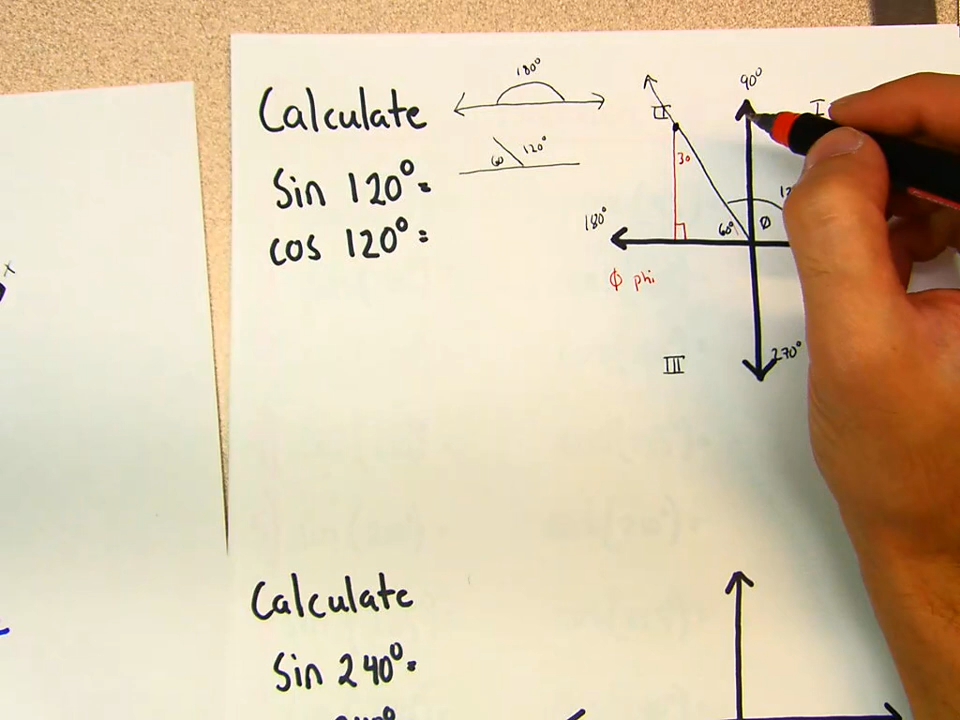 Calculate
180°
sin 120°=
60 120°
cos 120°=
90°
II
I
30
180°
60° Ø
ϕ phi
270°
III
x
Calculate
sin 240°=